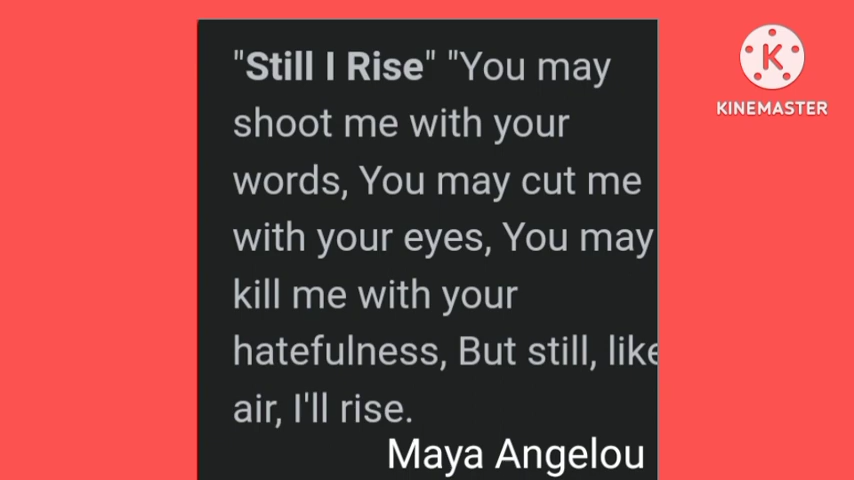 "Still I Rise" "You may
shoot me with your
words, You may cut me
with your eyes, You may
kill me with your
hatefulness, But still, like
air, I'll rise.
Maya Angelou
KINEMASTER